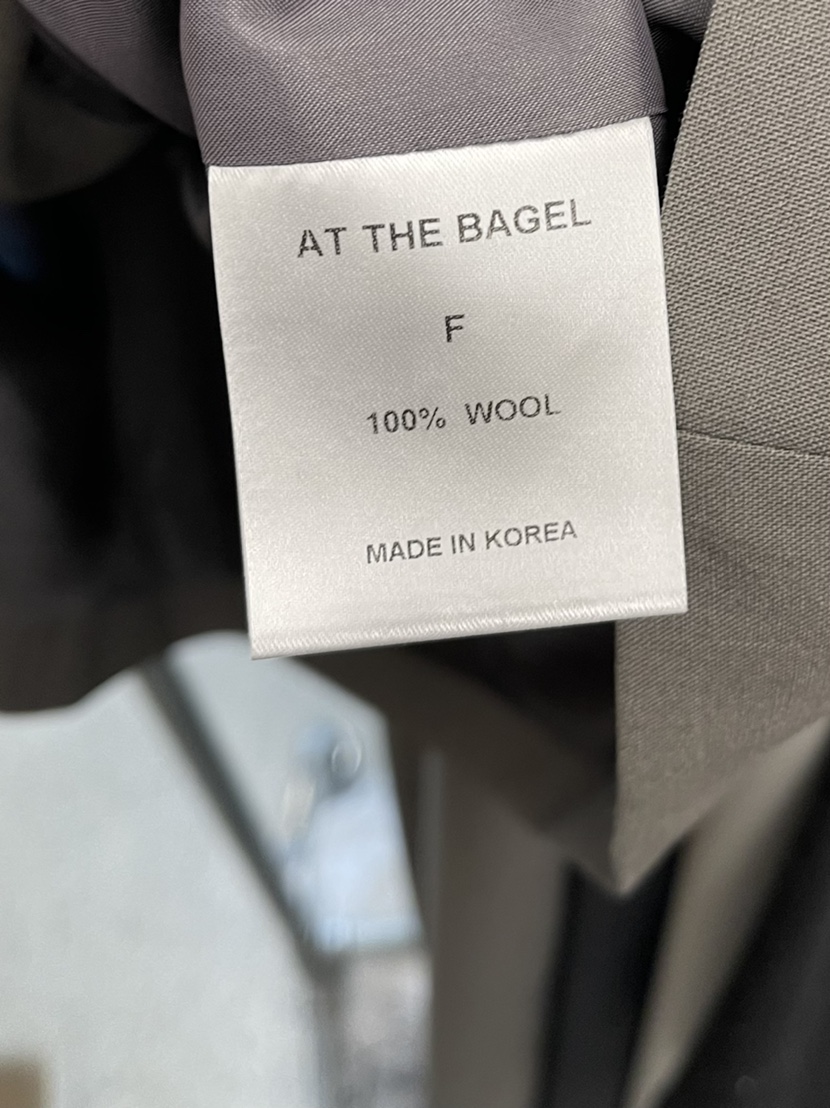 AT THE BAGEL
F
100% WOOL
MADE IN KOREA